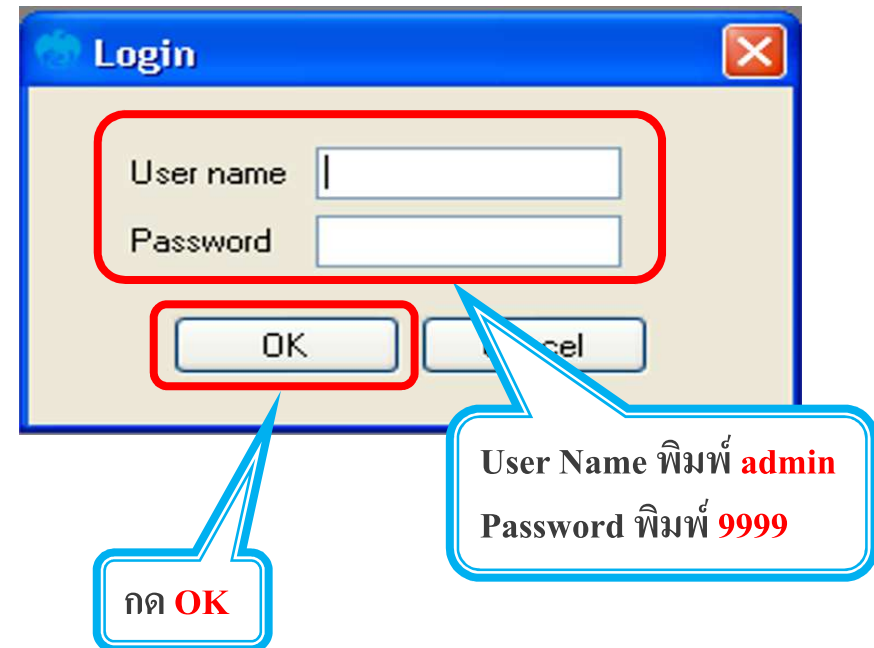 Login
User name
Password
OK
cel
User Name พิมพ์ admin
Password พิมพ์ 9999
กด OK